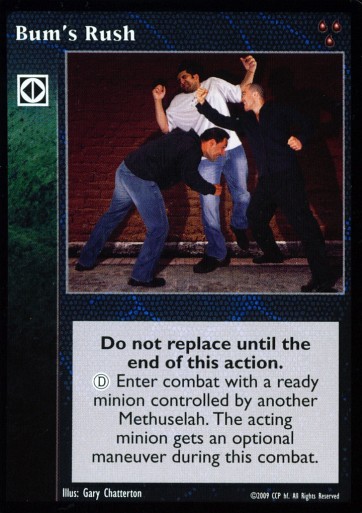 Bum's Rush
Do not replace until the
end of this action.
Ⓓ Enter combat with a ready
minion controlled by another
Methuselah. The acting
minion gets an optional
maneuver during this combat.
Illus: Gary Chatterton
©2009 CCP hf. All Rights Reserved